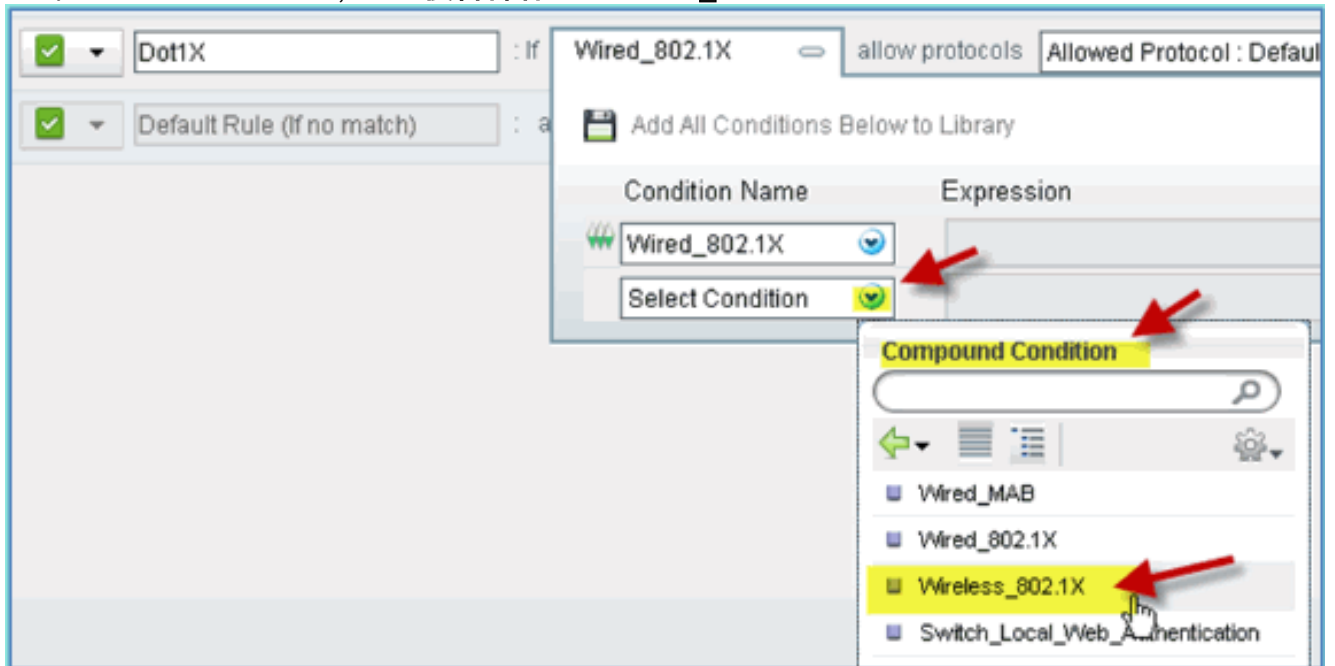 Dot1X : If Wired_802.1X allow protocols Allowed Protocol : Defaul
Default Rule (If no match) : a
Add All Conditions Below to Library
Condition Name Expression
Wired_802.1X
Select Condition
Compound Condition
Wired_MAB
Wired_802.1X
Wireless_802.1X
Switch_Local_Web_Authentication